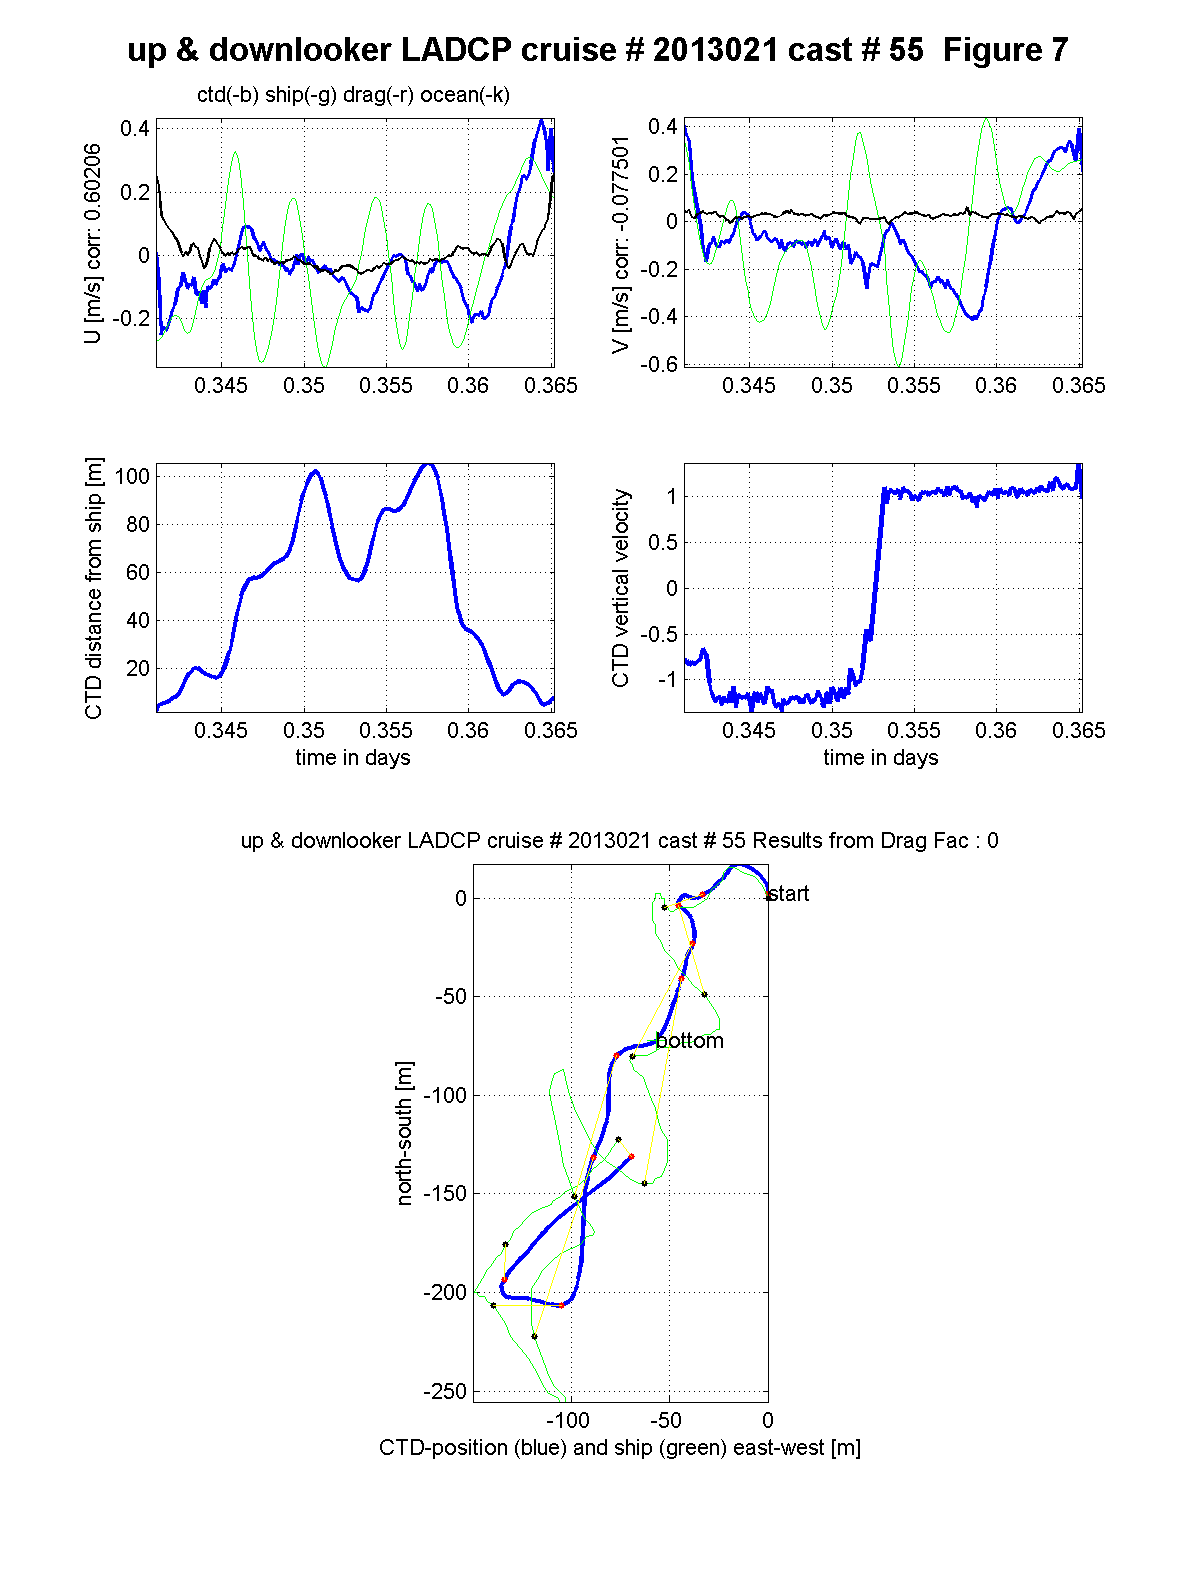 up & downlooker LADCP cruise # 2013021 cast # 55  Figure 7
ctd(-b) ship(-g) drag(-r) ocean(-k)
U [m/s] corr: 0.60206
0.4
0.2
0
-0.2
0.345 0.35 0.355 0.36 0.365
V [m/s] corr: -0.077501
0.4
0.2
0
-0.2
-0.4
-0.6
0.345 0.35 0.355 0.36 0.365
CTD distance from ship [m]
100
80
60
40
20
0.345 0.35 0.355 0.36 0.365
time in days
CTD vertical velocity
1
0.5
0
-0.5
-1
0.345 0.35 0.355 0.36 0.365
time in days
up & downlooker LADCP cruise # 2013021 cast # 55 Results from Drag Fac : 0
north-south [m]
0
-50
-100
-150
-200
-250
start
bottom
-100 -50 0
CTD-position (blue) and ship (green) east-west [m]